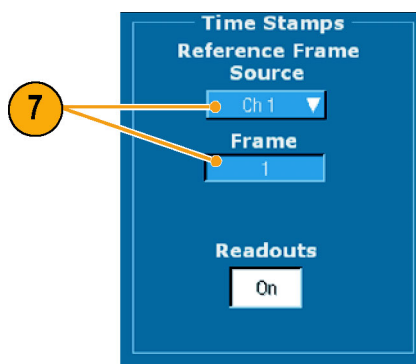 Time Stamps
Reference Frame
Source
7
Ch 1
Frame
1
Readouts
On